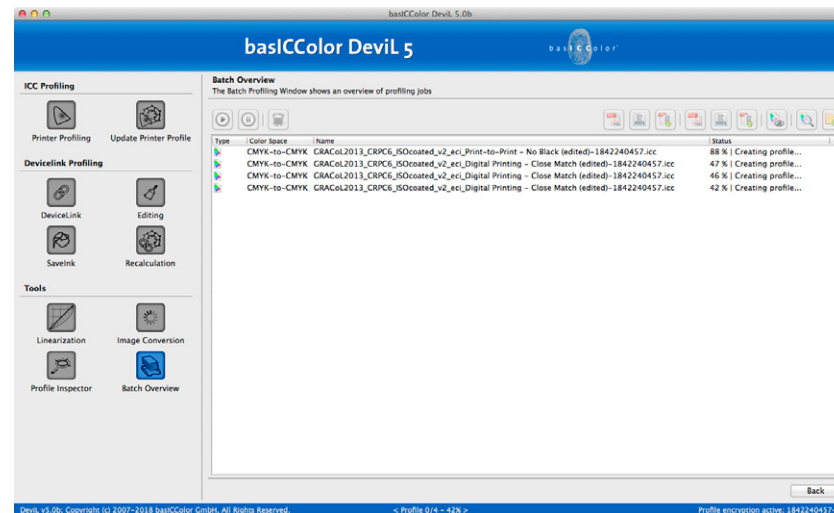 basICColor DeviL 5.0b
basICColor DeviL 5
basICColor
ICC Profiling
Printer Profiling
Update Printer Profile
Devicelink Profiling
DeviceLink
Editing
SaveInk
Recalculation
Tools
Linearization
Image Conversion
Profile Inspector
Batch Overview
Batch Overview
The Batch Profiling Window shows an overview of profiling jobs
Type Color Space Name Status
CMYK-to-CMYK GRACoL2013_CRPC6_ISOcoated_v2_eci_Print-to-Print - No Black (edited)-1842240457.icc 88 % | Creating profile...
CMYK-to-CMYK GRACoL2013_CRPC6_ISOcoated_v2_eci_Digital Printing - Close Match (edited)-1842240457.icc 47 % | Creating profile...
CMYK-to-CMYK GRACoL2013_CRPC6_ISOcoated_v2_eci_Digital Printing - Close Match (edited)-1842240457.icc 46 % | Creating profile...
CMYK-to-CMYK GRACoL2013_CRPC6_ISOcoated_v2_eci_Digital Printing - Close Match (edited)-1842240457.icc 42 % | Creating profile...
Back
DeviL v5.0b; Copyright (c) 2007-2018 basICColor GmbH. All Rights Reserved. < Profile 0/4 - 42% > Profile encryption active: 1842240457